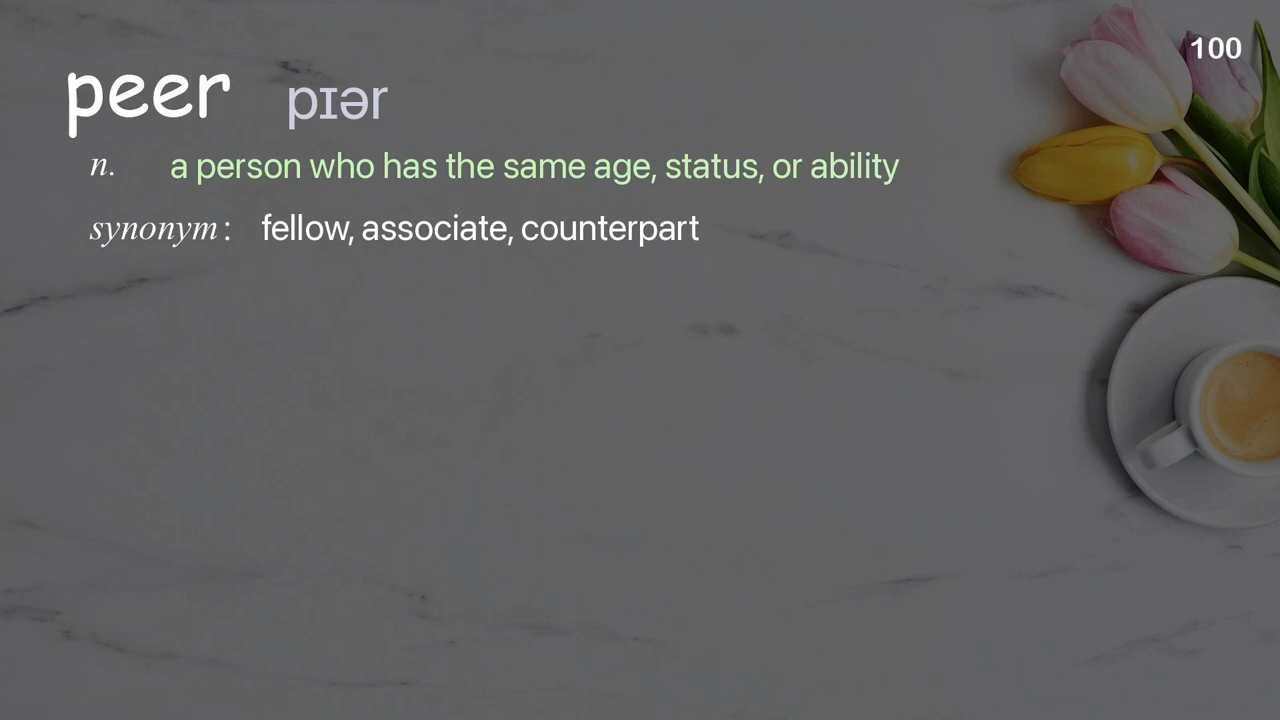 100
peer pɪər
n. a person who has the same age, status, or ability
synonym: fellow, associate, counterpart